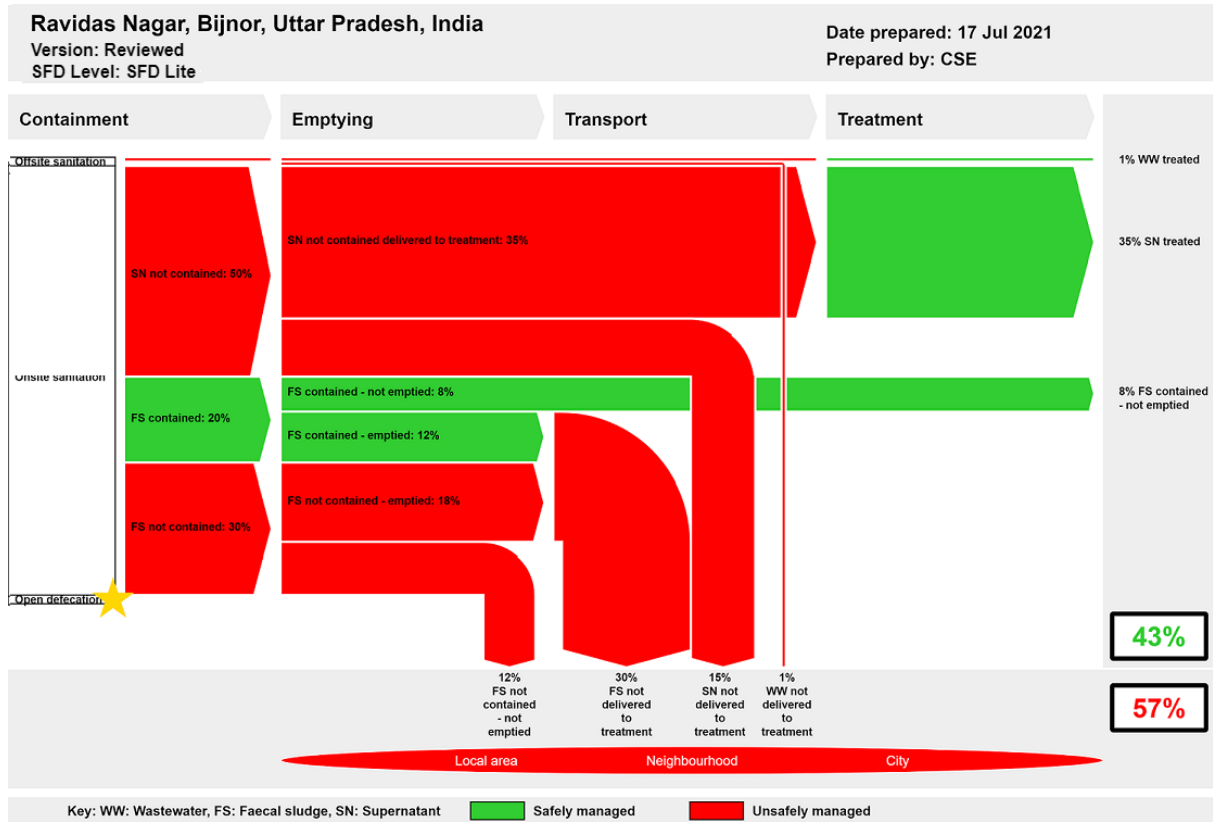 Ravidas Nagar, Bijnor, Uttar Pradesh, India
Version: Reviewed
SFD Level: SFD Lite
Date prepared: 17 Jul 2021
Prepared by: CSE
Containment
Emptying
Transport
Treatment
Offsite sanitation
1% WW treated
SN not contained delivered to treatment: 35%
35% SN treated
SN not contained: 50%
Onsite sanitation
FS contained - not emptied: 8%
8% FS contained
- not emptied
FS contained: 20%
FS contained - emptied: 12%
FS not contained - emptied: 18%
FS not contained: 30%
Open defecation
43%
12%
FS not
contained
- not
emptied
30%
FS not
delivered
to
treatment
15%
SN not
delivered
to
treatment
1%
WW not
delivered
to
treatment
57%
Local area
Neighbourhood
City
Key: WW: Wastewater, FS: Faecal sludge, SN: Supernatant
Safely managed
Unsafely managed